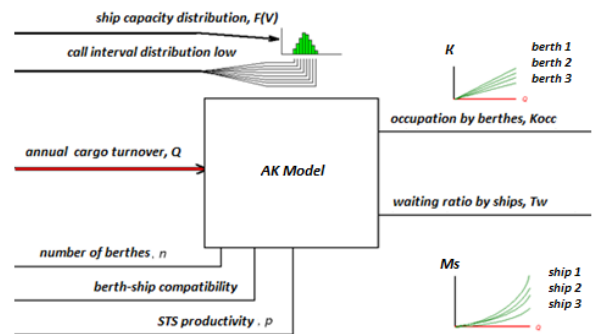 ship capacity distribution, F(V)
call interval distribution low
K
berth 1
berth 2
berth 3
Q
occupation by berthes, Kocc
annual cargo turnover, Q
AK Model
waiting ratio by ships, Tw
number of berthes, n
berth-ship compatibility
STS productivity, p
Ms
ship 1
ship 2
ship 3
Q